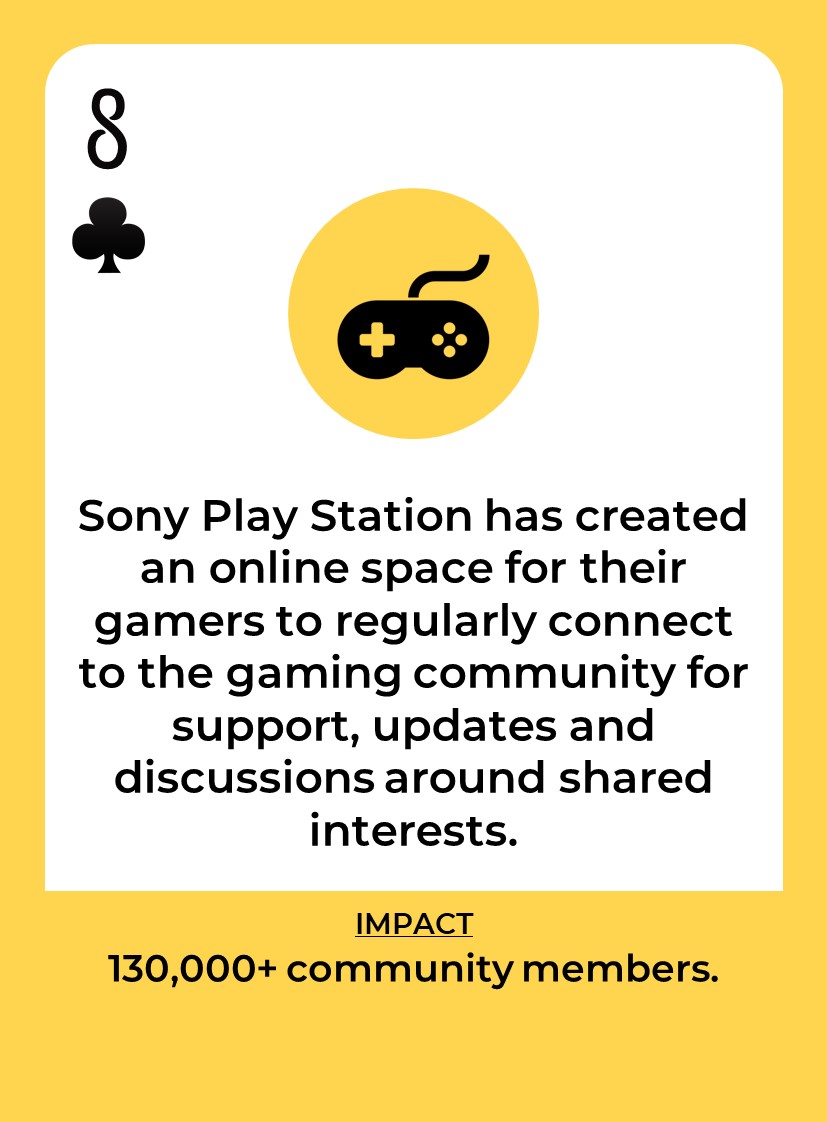 8
Sony Play Station has created
an online space for their
gamers to regularly connect
to the gaming community for
support, updates and
discussions around shared
interests.
IMPACT
130,000+ community members.